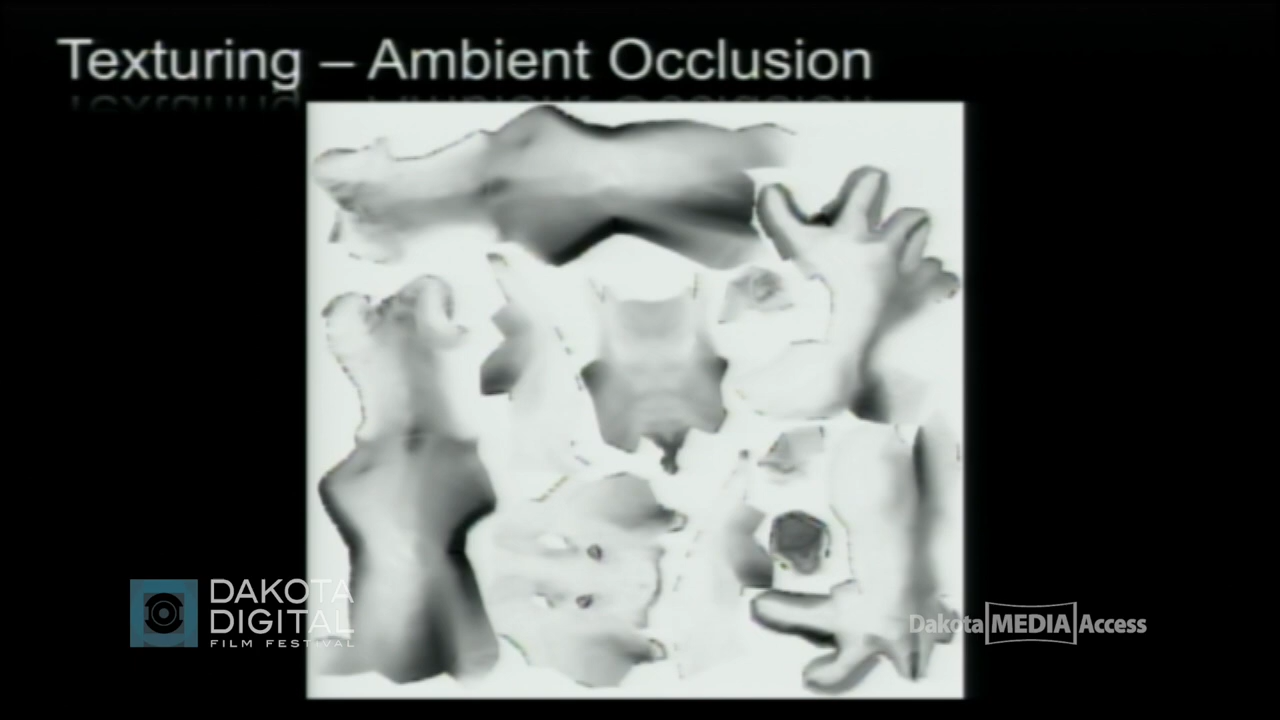 Texturing – Ambient Occlusion
DAKOTA
DIGITAL
FILM FESTIVAL
Dakota MEDIA Access